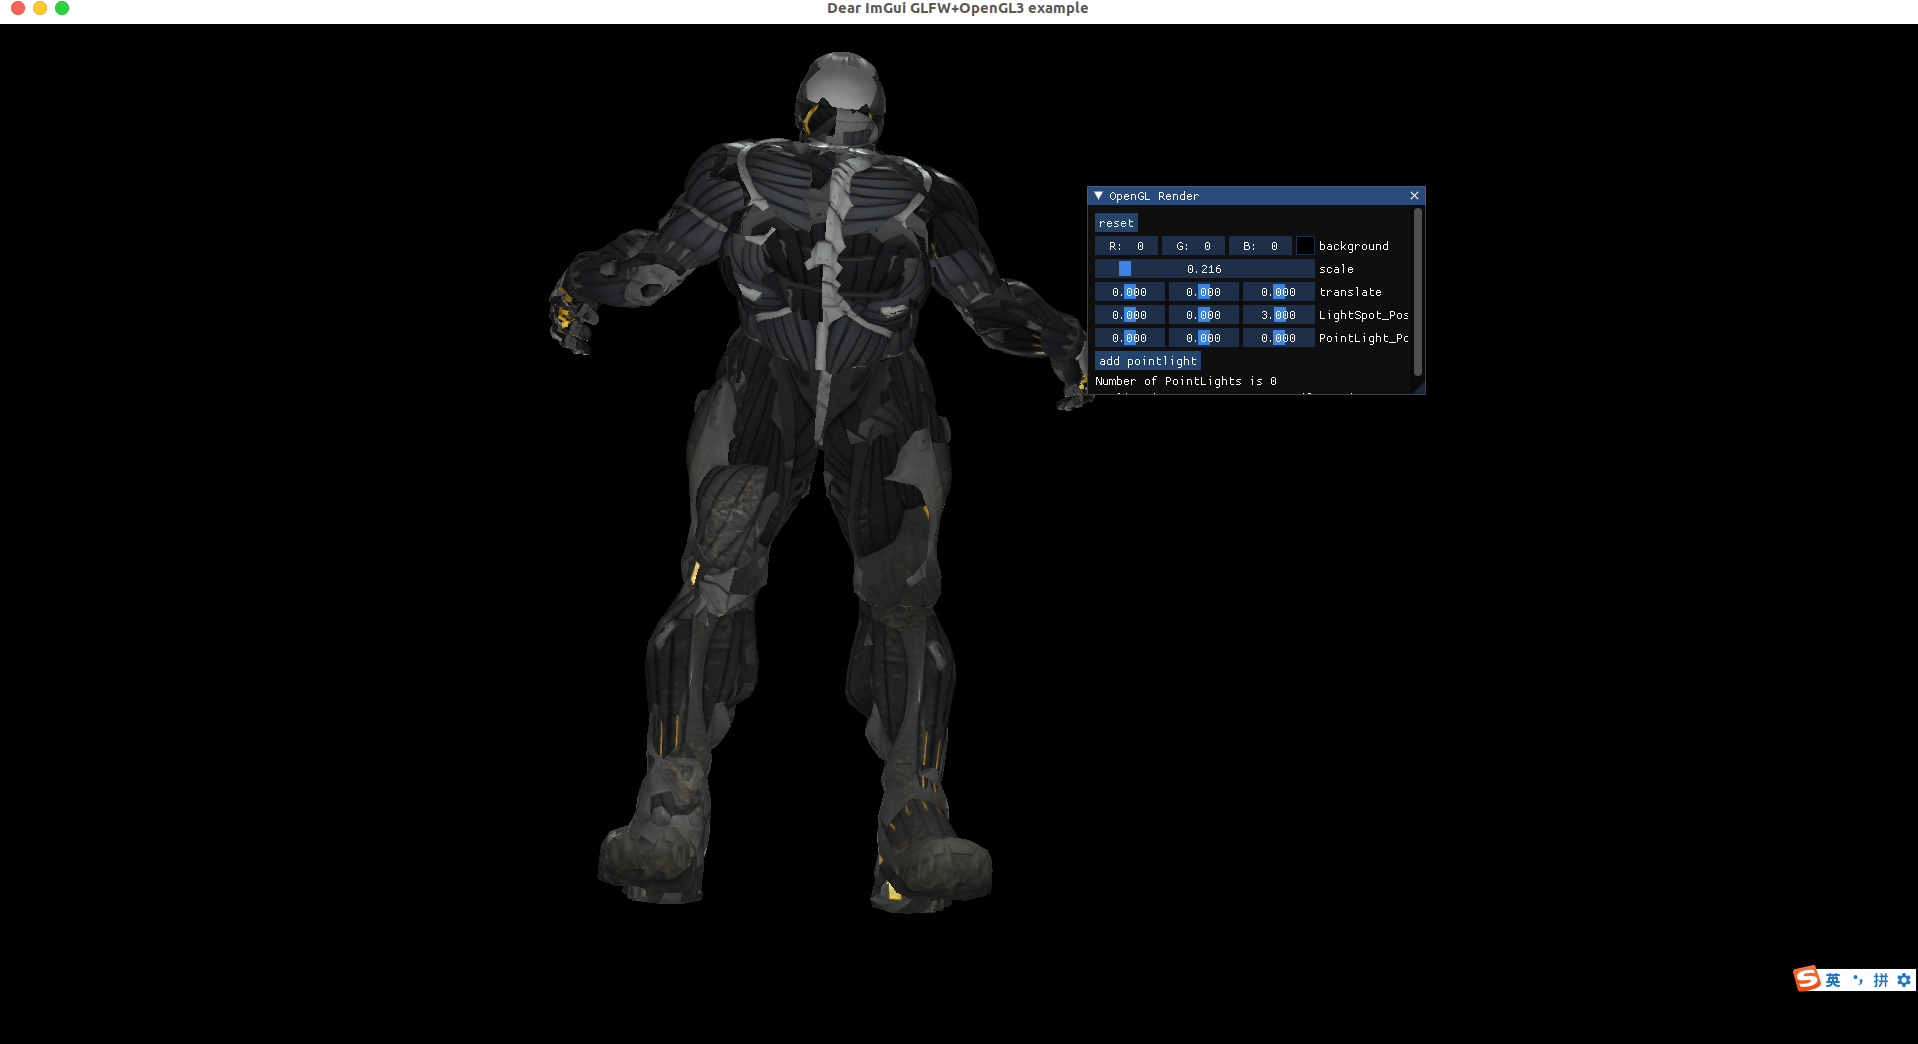 Dear ImGui GLFW+OpenGL3 example
OpenGL Render
reset
R: 0 G: 0 B: 0 background
0.216 scale
0.000 0.000 0.000 translate
0.000 0.000 3.000 LightSpot_Pos
0.000 0.000 0.000 PointLight_Po
add pointlight
Number of PointLights is 0
英 拼